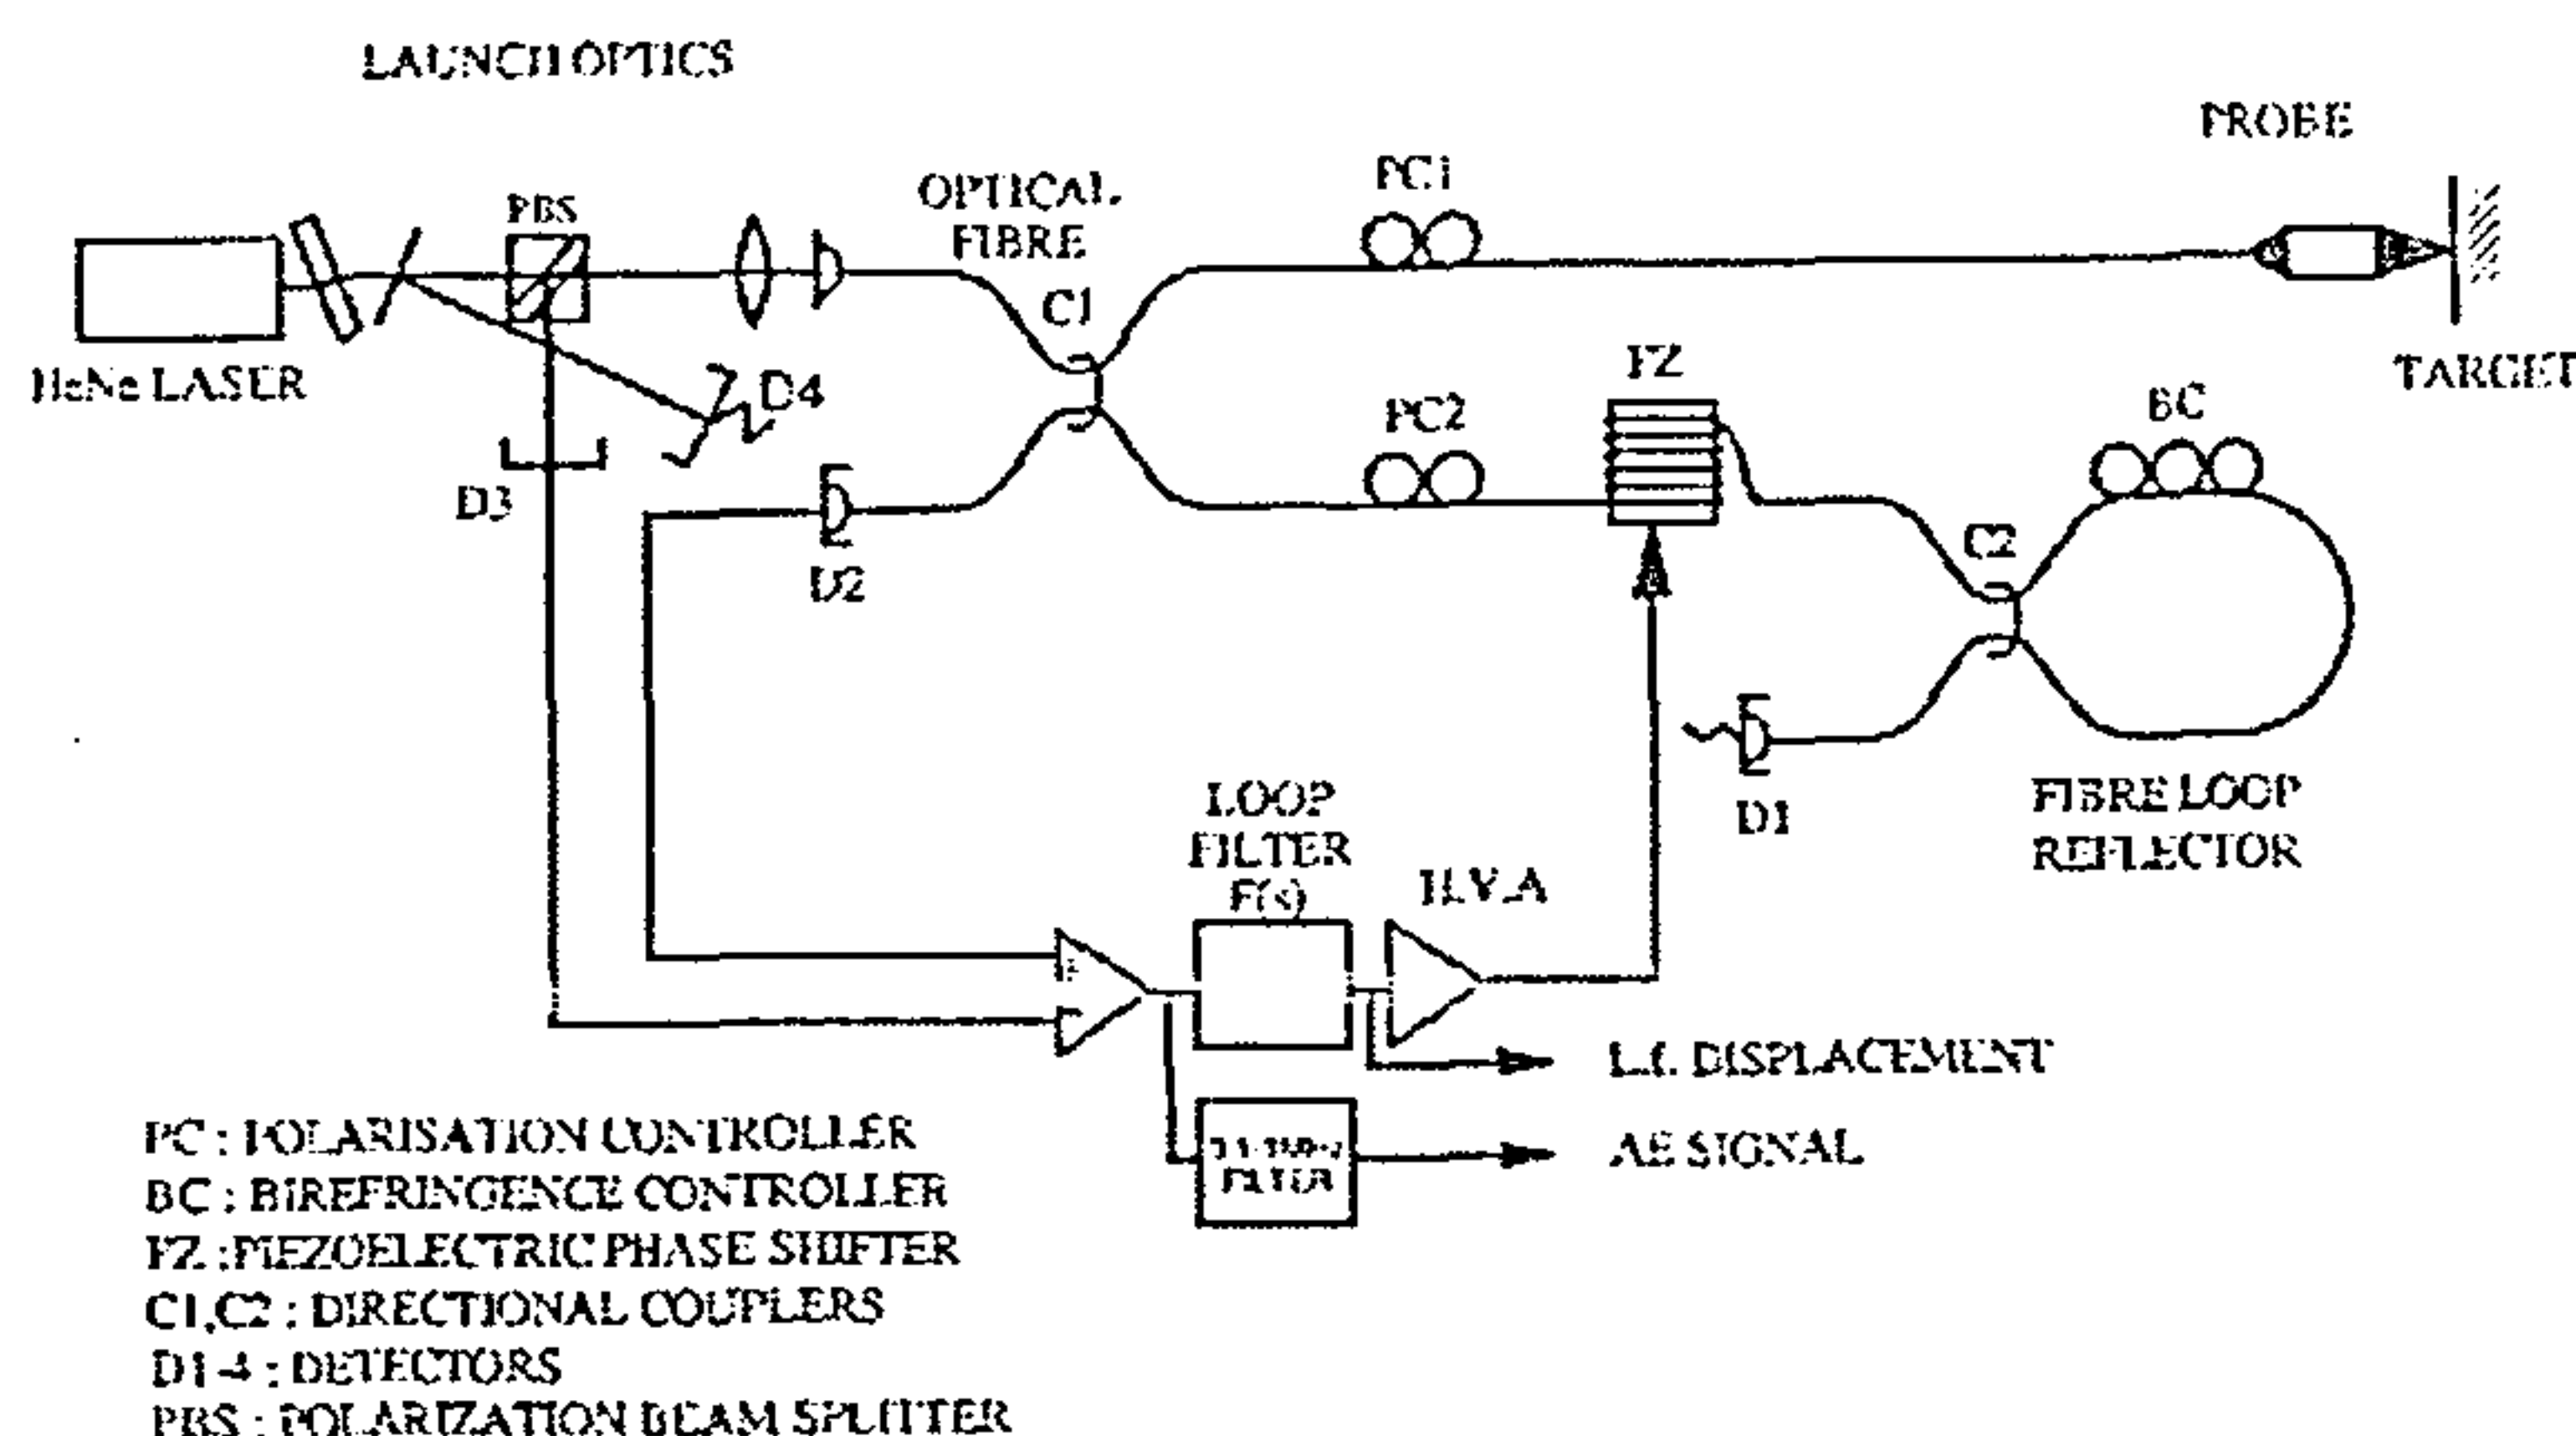 LAUNCH OPTICS
PROBE
PBS
OPTICAL
FIBRE
PC1
C1
HeNe LASER
D4
PZ
TARGET
PC2
BC
D3
D2
C2
D1
LOOP
FILTER
F(s)
H.V.A
FIBRE LOOP
REFLECTOR
L.f. DISPLACEMENT
FILTER
AE SIGNAL
PC : POLARISATION CONTROLLER
BC : BIREFRINGENCE CONTROLLER
PZ : PIEZOELECTRIC PHASE SHIFTER
C1,C2 : DIRECTIONAL COUPLERS
D1-4 : DETECTORS
PBS : POLARIZATION BEAM SPLITTER